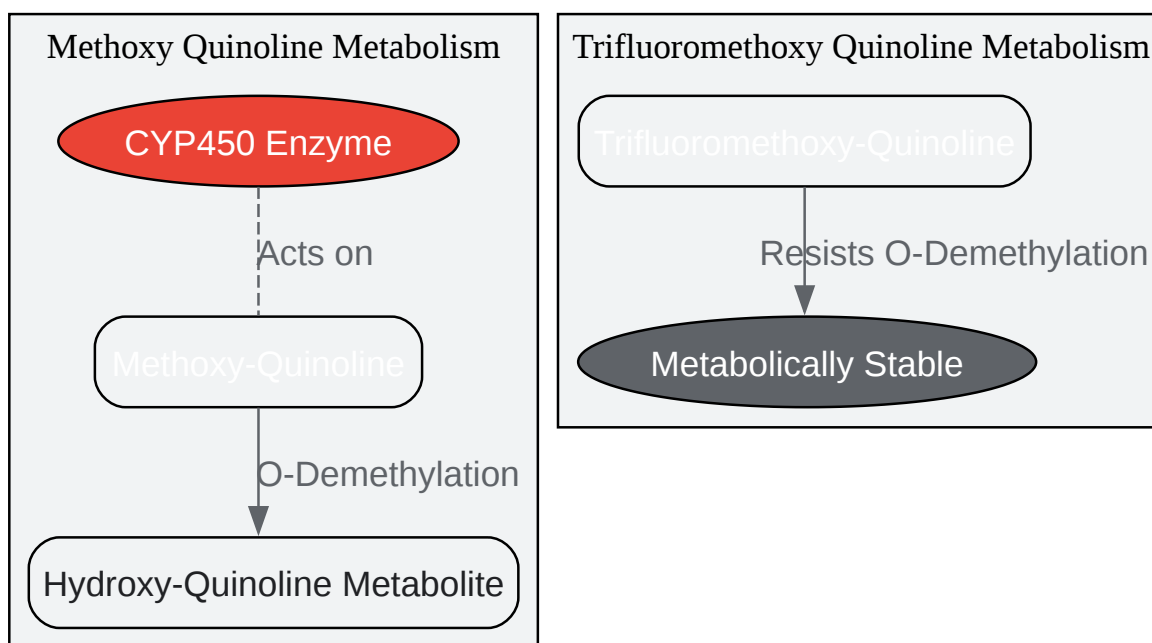 Methoxy Quinoline Metabolism
CYP450 Enzyme
Acts on
Methoxy-Quinoline
O-Demethylation
Hydroxy-Quinoline Metabolite
Trifluoromethoxy Quinoline Metabolism
Trifluoromethoxy-Quinoline
Resists O-Demethylation
Metabolically Stable